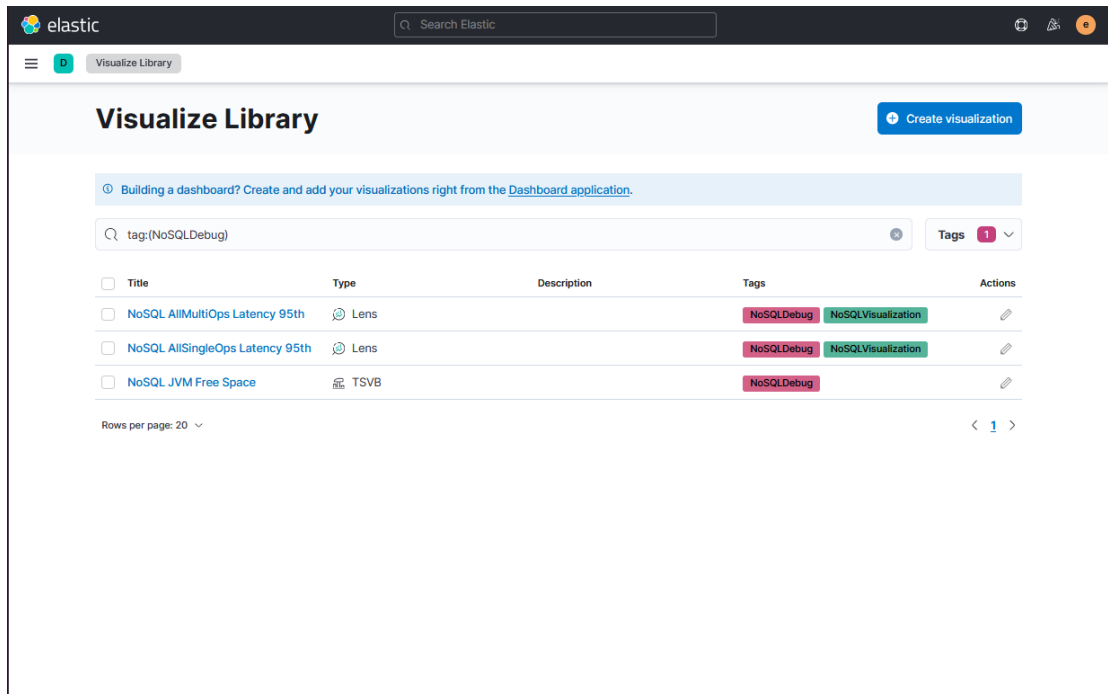 elastic
Search Elastic
e
D
Visualize Library
Visualize Library
Create visualization
Building a dashboard? Create and add your visualizations right from the Dashboard application.
tag:(NoSQLDebug)
Tags 1
Title Type Description Tags Actions
NoSQL AllMultiOps Latency 95th Lens NoSQLDebug NoSQLVisualization
NoSQL AllSingleOps Latency 95th Lens NoSQLDebug NoSQLVisualization
NoSQL JVM Free Space TSVB NoSQLDebug
Rows per page: 20
1